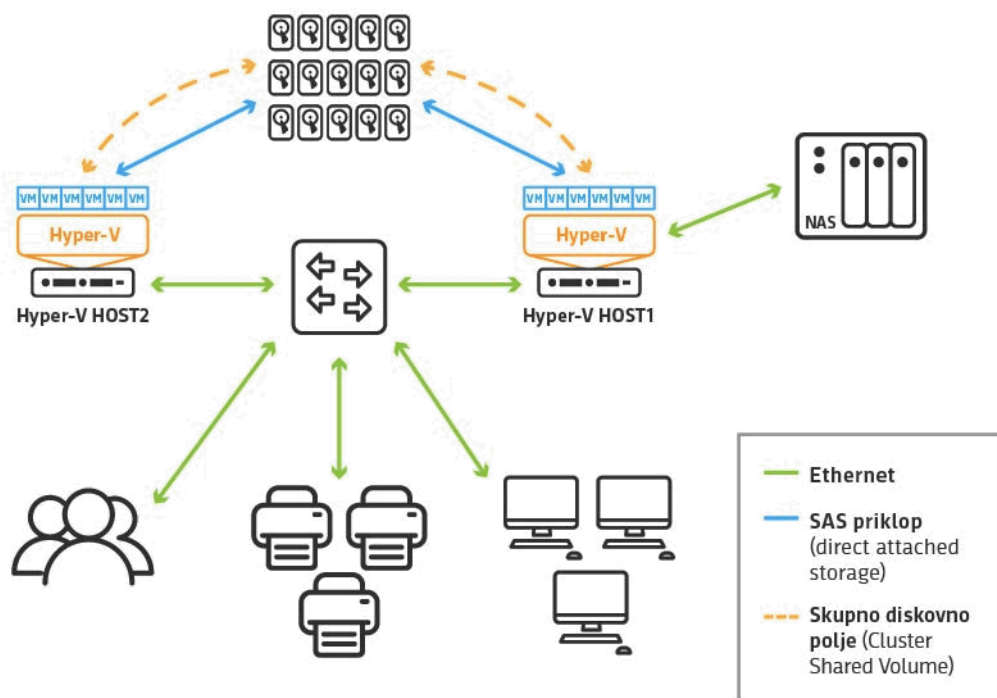 VM VM VM VM VM VM
Hyper-V
Hyper-V HOST2
VM VM VM VM VM VM
Hyper-V
Hyper-V HOST1
NAS
Ethernet
SAS priklop
(direct attached
storage)
Skupno diskovno
polje (Cluster
Shared Volume)